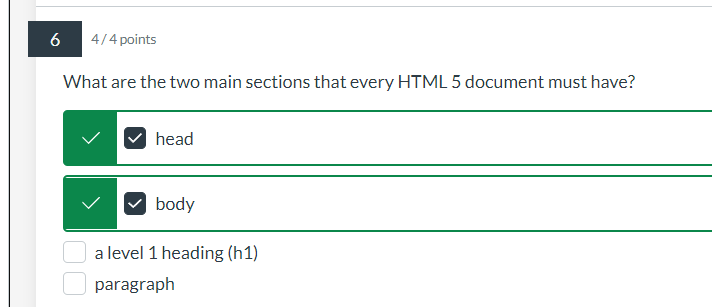 6
4 / 4 points
What are the two main sections that every HTML 5 document must have?
head
body
a level 1 heading (h1)
paragraph